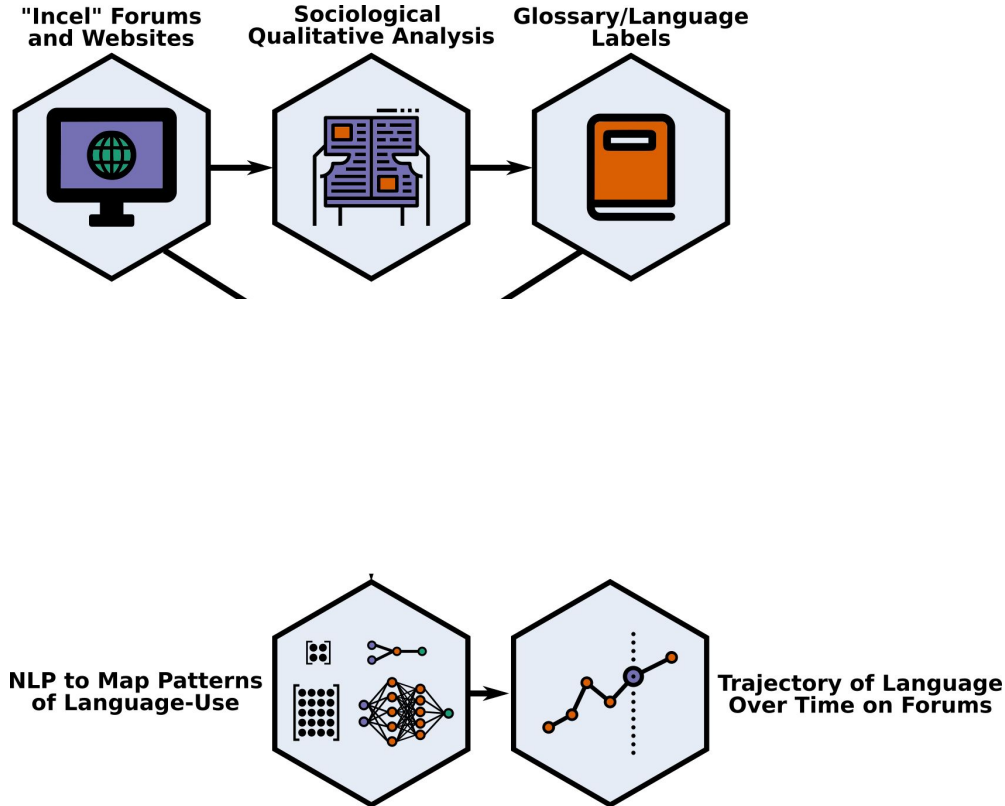 "Incel" Forums
and Websites
Sociological
Qualitative Analysis
Glossary/Language
Labels
NLP to Map Patterns
of Language-Use
Trajectory of Language
Over Time on Forums